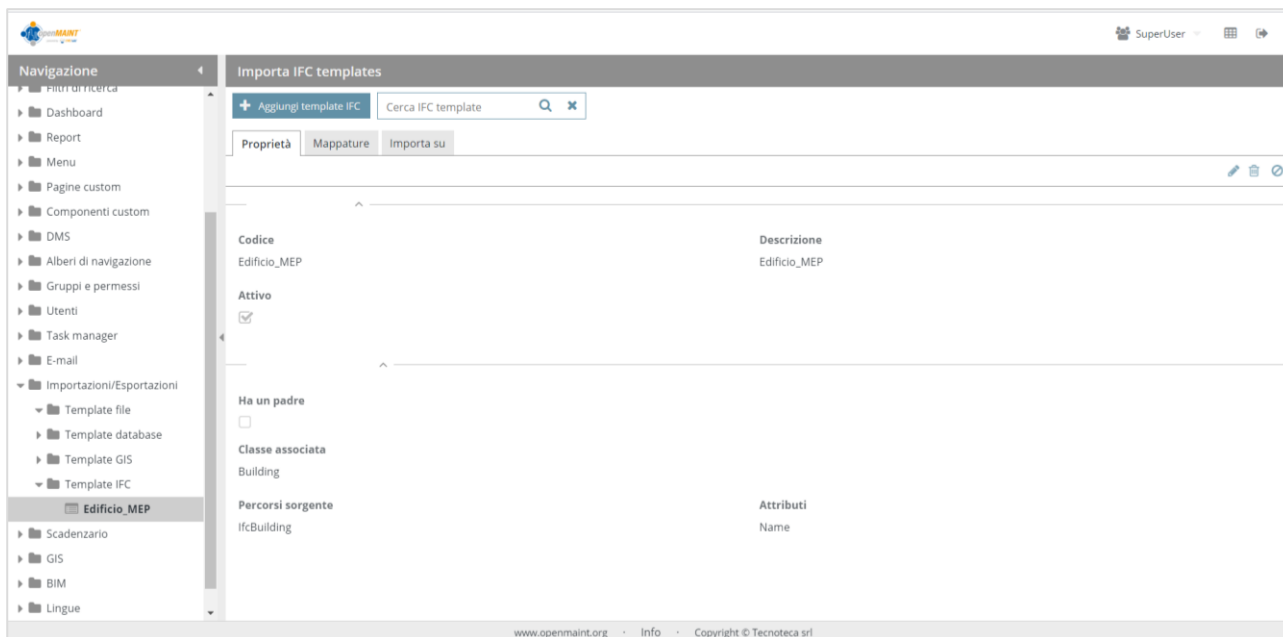 openMAINT
SuperUser
Navigazione
Importa IFC templates
Filtri di ricerca
Dashboard
Report
Menu
Pagine custom
Componenti custom
DMS
Alberi di navigazione
Gruppi e permessi
Utenti
Task manager
E-mail
Importazioni/Esportazioni
Template file
Template database
Template GIS
Template IFC
Edificio_MEP
Scadenzario
GIS
BIM
Lingue
Aggiungi template IFC
Cerca IFC template
Proprietà Mappature Importa su
Codice Descrizione
Edificio_MEP Edificio_MEP
Attivo
Ha un padre
Classe associata
Building
Percorsi sorgente Attributi
IfcBuilding Name
www.openmaint.org · Info · Copyright © Tecnoteca srl